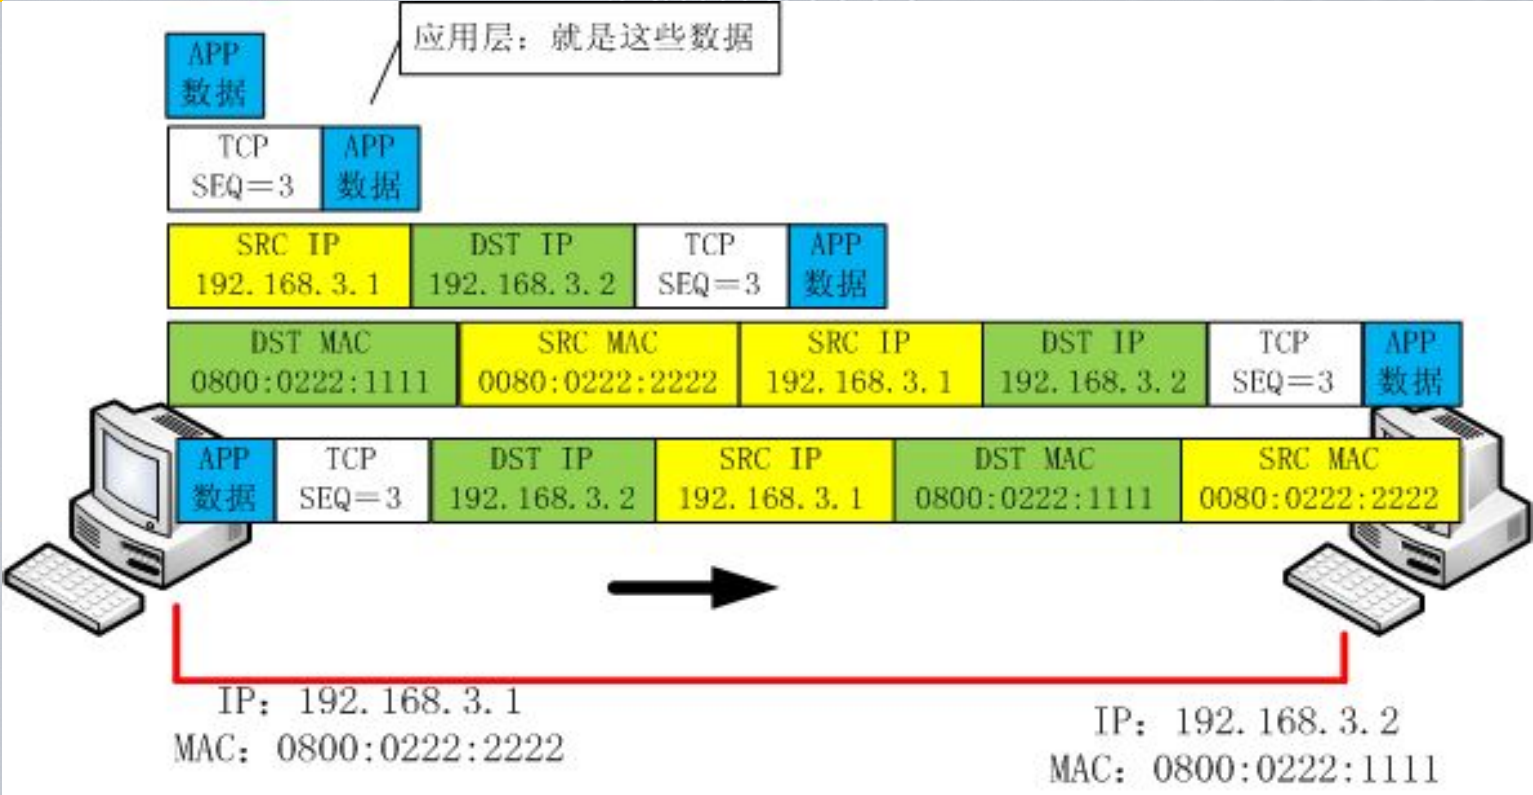 应用层：就是这些数据
APP
数据
TCP
SEQ=3
APP
数据
SRC IP
192.168.3.1
DST IP
192.168.3.2
TCP
SEQ=3
APP
数据
DST MAC
0800:0222:1111
SRC MAC
0080:0222:2222
SRC IP
192.168.3.1
DST IP
192.168.3.2
TCP
SEQ=3
APP
数据
APP
数据
TCP
SEQ=3
DST IP
192.168.3.2
SRC IP
192.168.3.1
DST MAC
0800:0222:1111
SRC MAC
0080:0222:2222
IP：192.168.3.1
MAC：0800:0222:2222
IP：192.168.3.2
MAC：0800:0222:1111